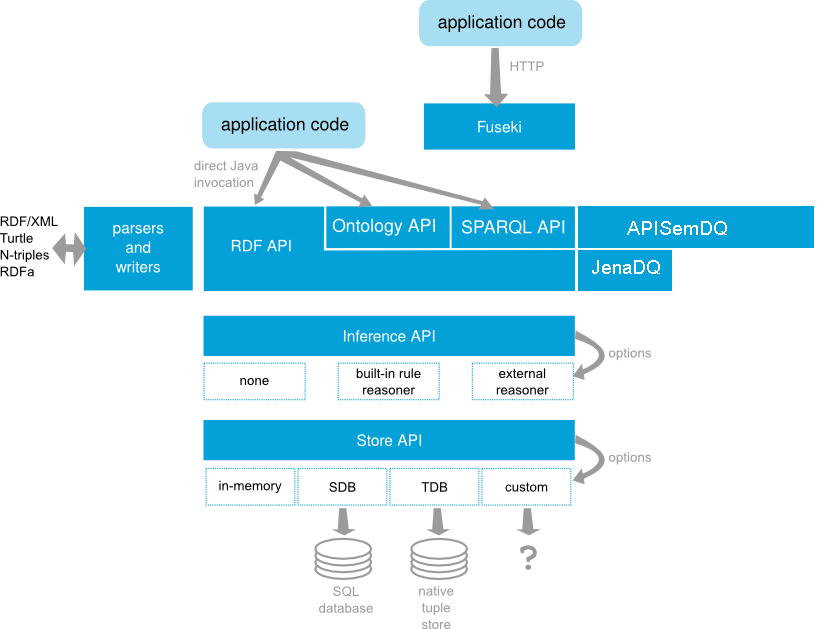 application code
HTTP
Fuseki
application code
direct Java
invocation
RDF/XML
Turtle
N-triples
RDFa
parsers
and
writers
RDF API
Ontology API
SPARQL API
APISemDQ
JenaDQ
Inference API
options
none
built-in rule
reasoner
external
reasoner
Store API
options
in-memory
SDB
TDB
custom
?
SQL
database
native
tuple
store